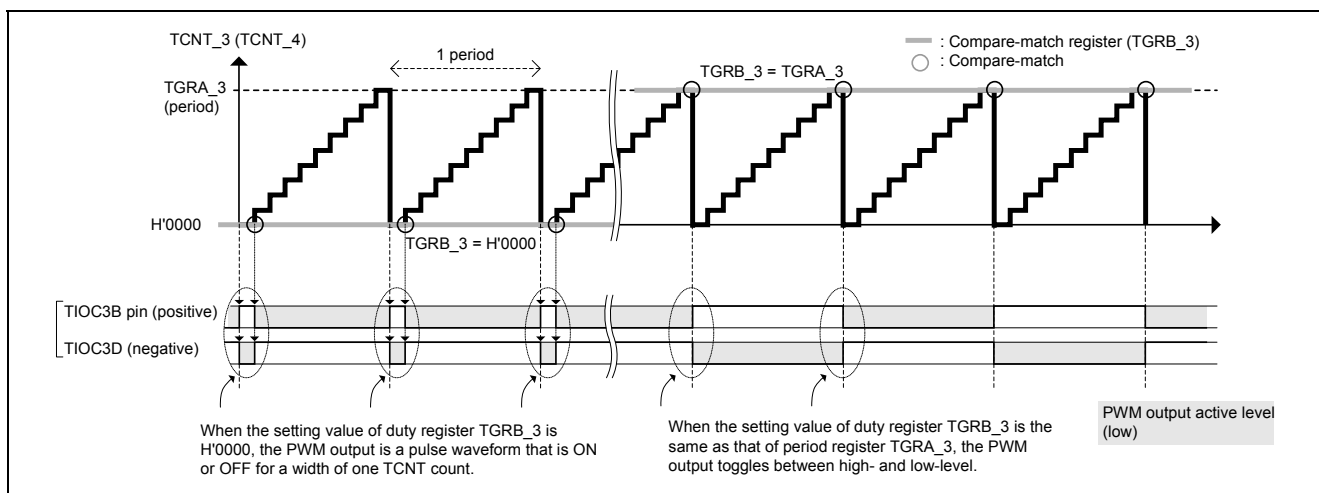 TCNT_3 (TCNT_4)
1 period
: Compare-match register (TGRB_3)
: Compare-match
TGRB_3 = TGRA_3
TGRA_3
(period)
H'0000
TGRB_3 = H'0000
TIOC3B pin (positive)
TIOC3D (negative)
When the setting value of duty register TGRB_3 is
H'0000, the PWM output is a pulse waveform that is ON
or OFF for a width of one TCNT count.
When the setting value of duty register TGRB_3 is the
same as that of period register TGRA_3, the PWM
output toggles between high- and low-level.
PWM output active level
(low)